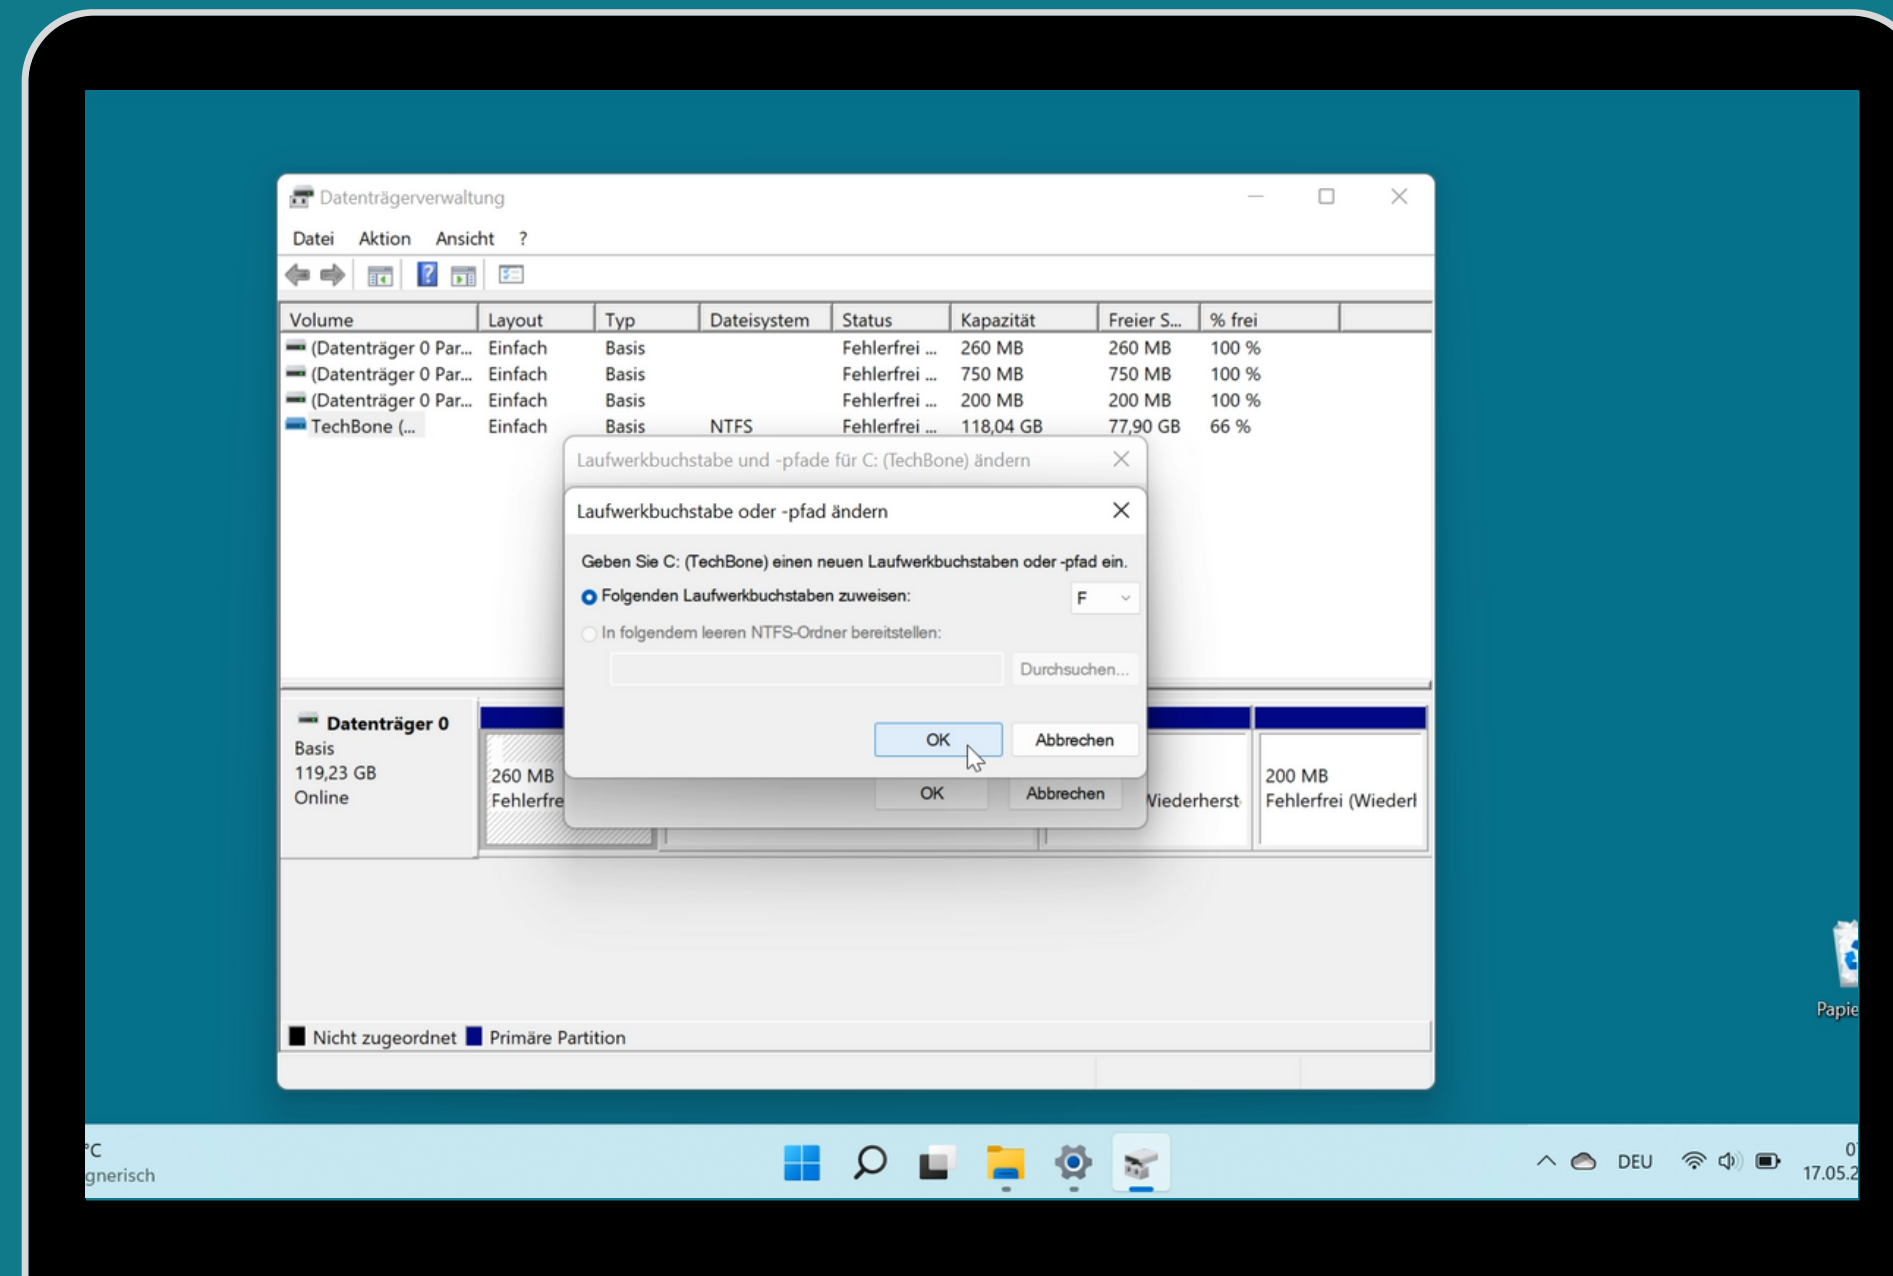 Datenträgerverwaltung
Datei Aktion Ansicht ?
Volume Layout Typ Dateisystem Status Kapazität Freier S... % frei
(Datenträger 0 Par... Einfach Basis Fehlerfrei ... 260 MB 260 MB 100 %
(Datenträger 0 Par... Einfach Basis Fehlerfrei ... 750 MB 750 MB 100 %
(Datenträger 0 Par... Einfach Basis Fehlerfrei ... 200 MB 200 MB 100 %
TechBone (... Einfach Basis NTFS Fehlerfrei ... 118,04 GB 77,90 GB 66 %
Laufwerkbuchstabe und -pfade für C: (TechBone) ändern
Laufwerkbuchstabe oder -pfad ändern
Geben Sie C: (TechBone) einen neuen Laufwerkbuchstaben oder -pfad ein.
Folgenden Laufwerkbuchstaben zuweisen: F
In folgendem leeren NTFS-Ordner bereitstellen:
Durchsuchen...
OK Abbrechen
OK Abbrechen
Datenträger 0
Basis
119,23 GB
Online
260 MB
Fehlerfre
Wiederherst
200 MB
Fehlerfrei (Wiederh
Nicht zugeordnet Primäre Partition
Papie
°C
gnerisch
DEU
0
17.05.2